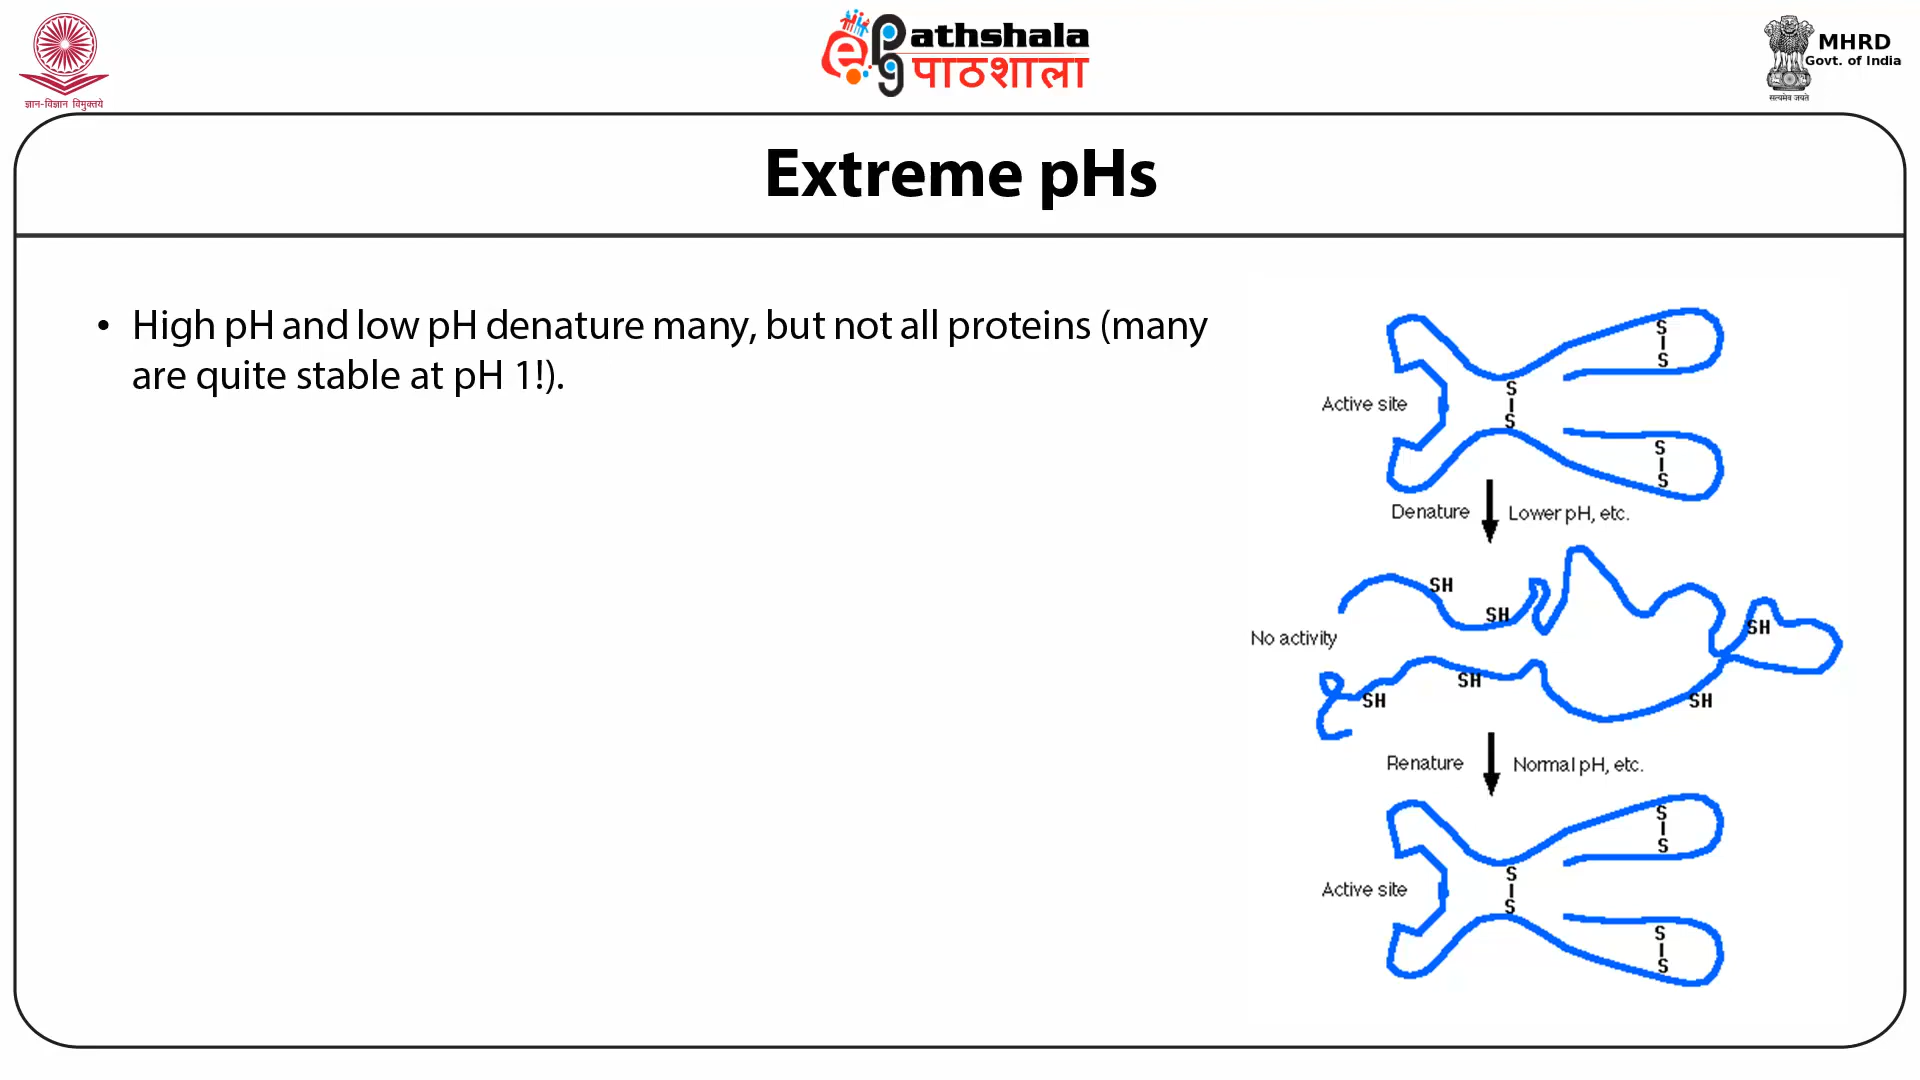 ज्ञान-विज्ञान विमुक्तये
ePathshala
पाठशाला
MHRD
Govt. of India
सत्यमेव जयते
Extreme pHs
• High pH and low pH denature many, but not all proteins (many
are quite stable at pH 1!).
S
S
Active site
S
S
S
S
Denature
Lower pH, etc.
SH
SH
SH
No activity
SH
SH
SH
Renature
Normal pH, etc.
S
S
Active site
S
S
S
S